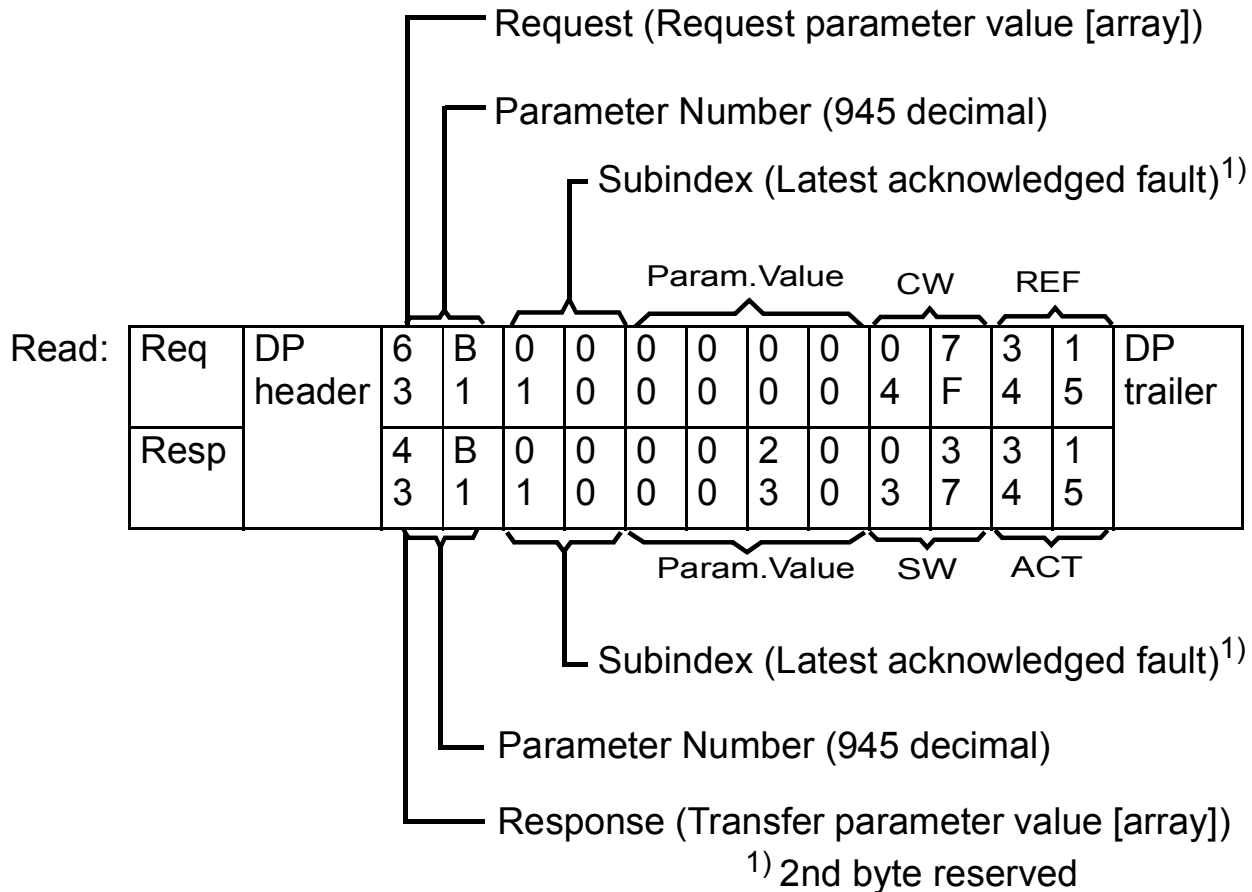 Request (Request parameter value [array])
Parameter Number (945 decimal)
Subindex (Latest acknowledged fault)1)
Param.Value CW REF
Read: Req DP 6 B 0 0 0 0 0 0 0 7 3 1 DP
header 3 1 1 0 0 0 0 0 4 F 4 5 trailer
Resp 4 B 0 0 0 0 2 0 0 3 3 1
3 1 1 0 0 0 3 0 3 7 4 5
Param.Value SW ACT
Subindex (Latest acknowledged fault)1)
Parameter Number (945 decimal)
Response (Transfer parameter value [array])
1) 2nd byte reserved